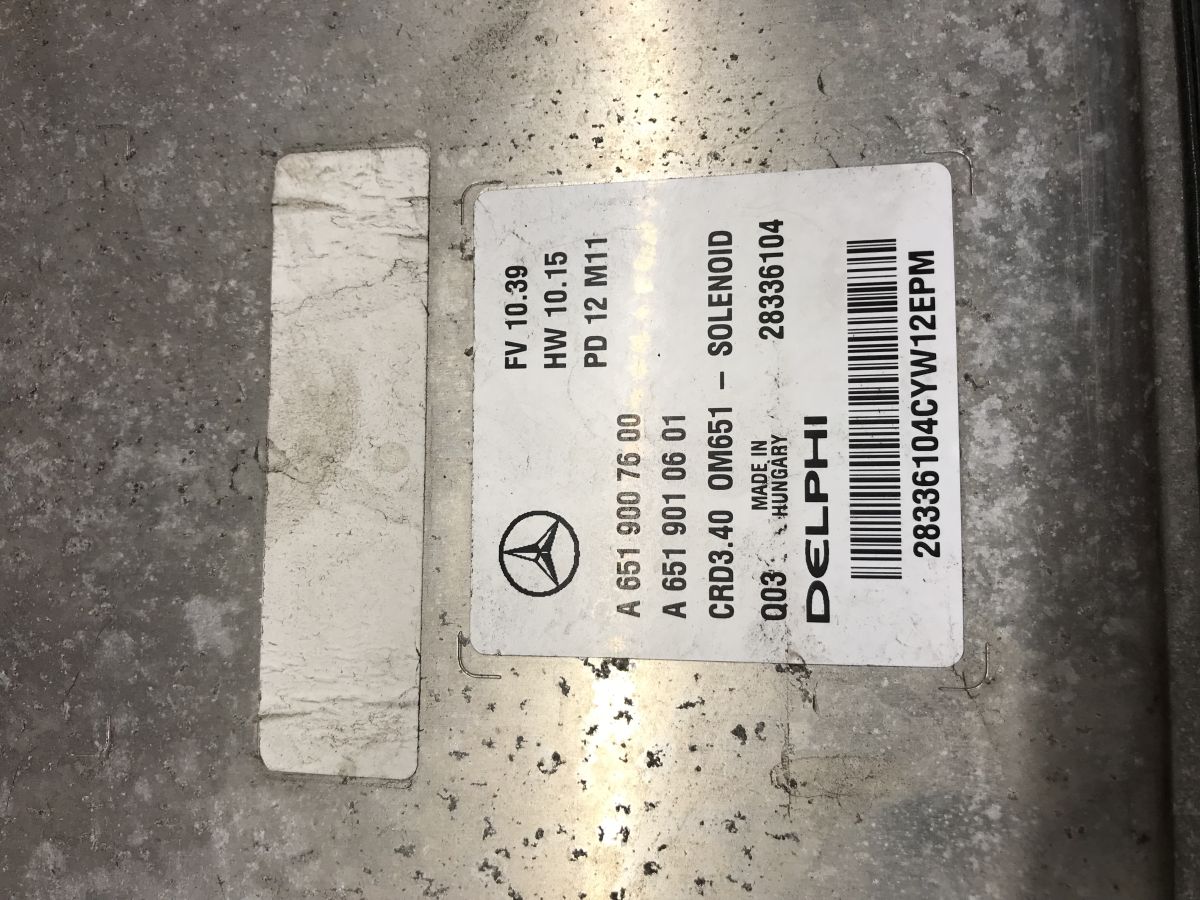 FV 10.39
HW 10.15
PD 12 M11
A 651 900 76 00
A 651 901 06 01
CRD3.40 OM651 – SOLENOID
Q03 MADE IN HUNGARY 28336104
DELPHI
28336104CYW12EPM